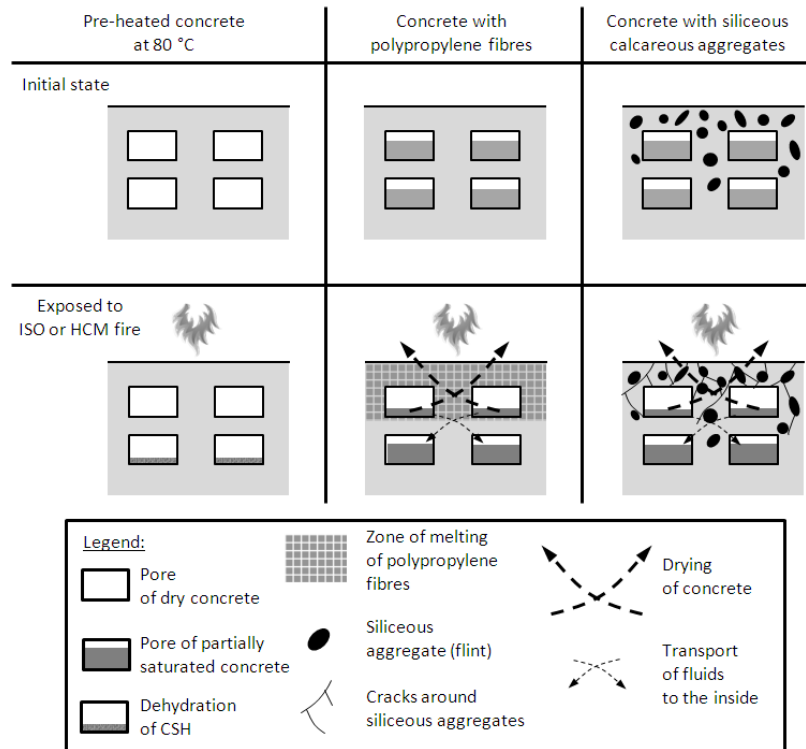 Pre-heated concrete
at 80 °C
Concrete with
polypropylene fibres
Concrete with siliceous
calcareous aggregates
Initial state
Exposed to
ISO or HCM fire
Legend:
Pore
of dry concrete
Pore of partially
saturated concrete
Dehydration
of CSH
Zone of melting
of polypropylene
fibres
Siliceous
aggregate (flint)
Cracks around
siliceous aggregates
Drying
of concrete
Transport
of fluids
to the inside